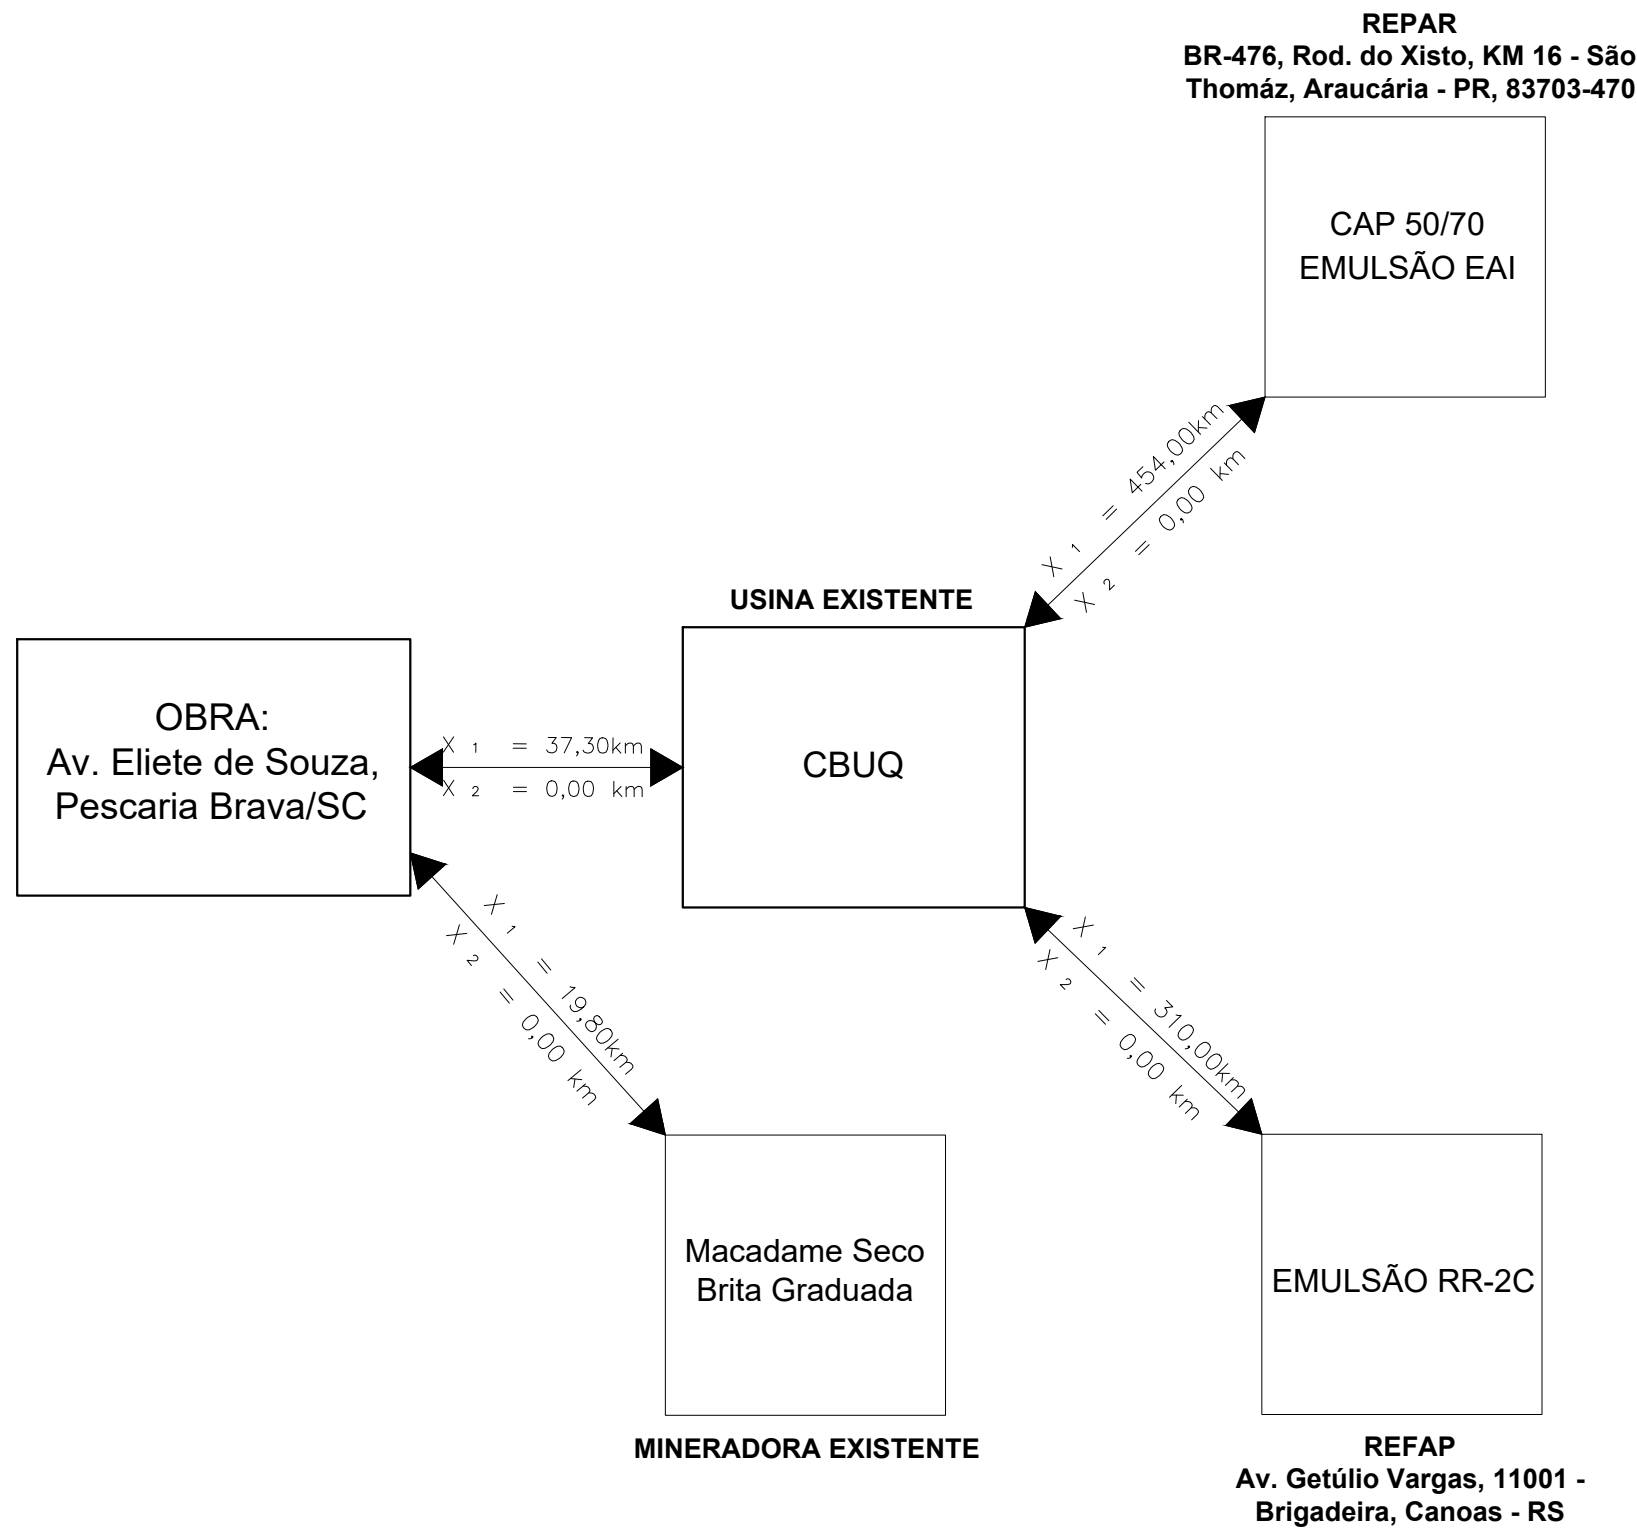 REPAR
BR-476, Rod. do Xisto, KM 16 - São
Thomáz, Araucária - PR, 83703-470
CAP 50/70
EMULSÃO EAI
X 1 = 454,00km
X 2 = 0,00 km
USINA EXISTENTE
OBRA:
Av. Eliete de Souza,
Pescaria Brava/SC
X 1 = 37,30km
X 2 = 0,00 km
CBUQ
X 1 = 19,80km
X 2 = 0,00 km
X 1 = 310,00km
X 2 = 0,00 km
Macadame Seco
Brita Graduada
MINERADORA EXISTENTE
EMULSÃO RR-2C
REFAP
Av. Getúlio Vargas, 11001 -
Brigadeira, Canoas - RS